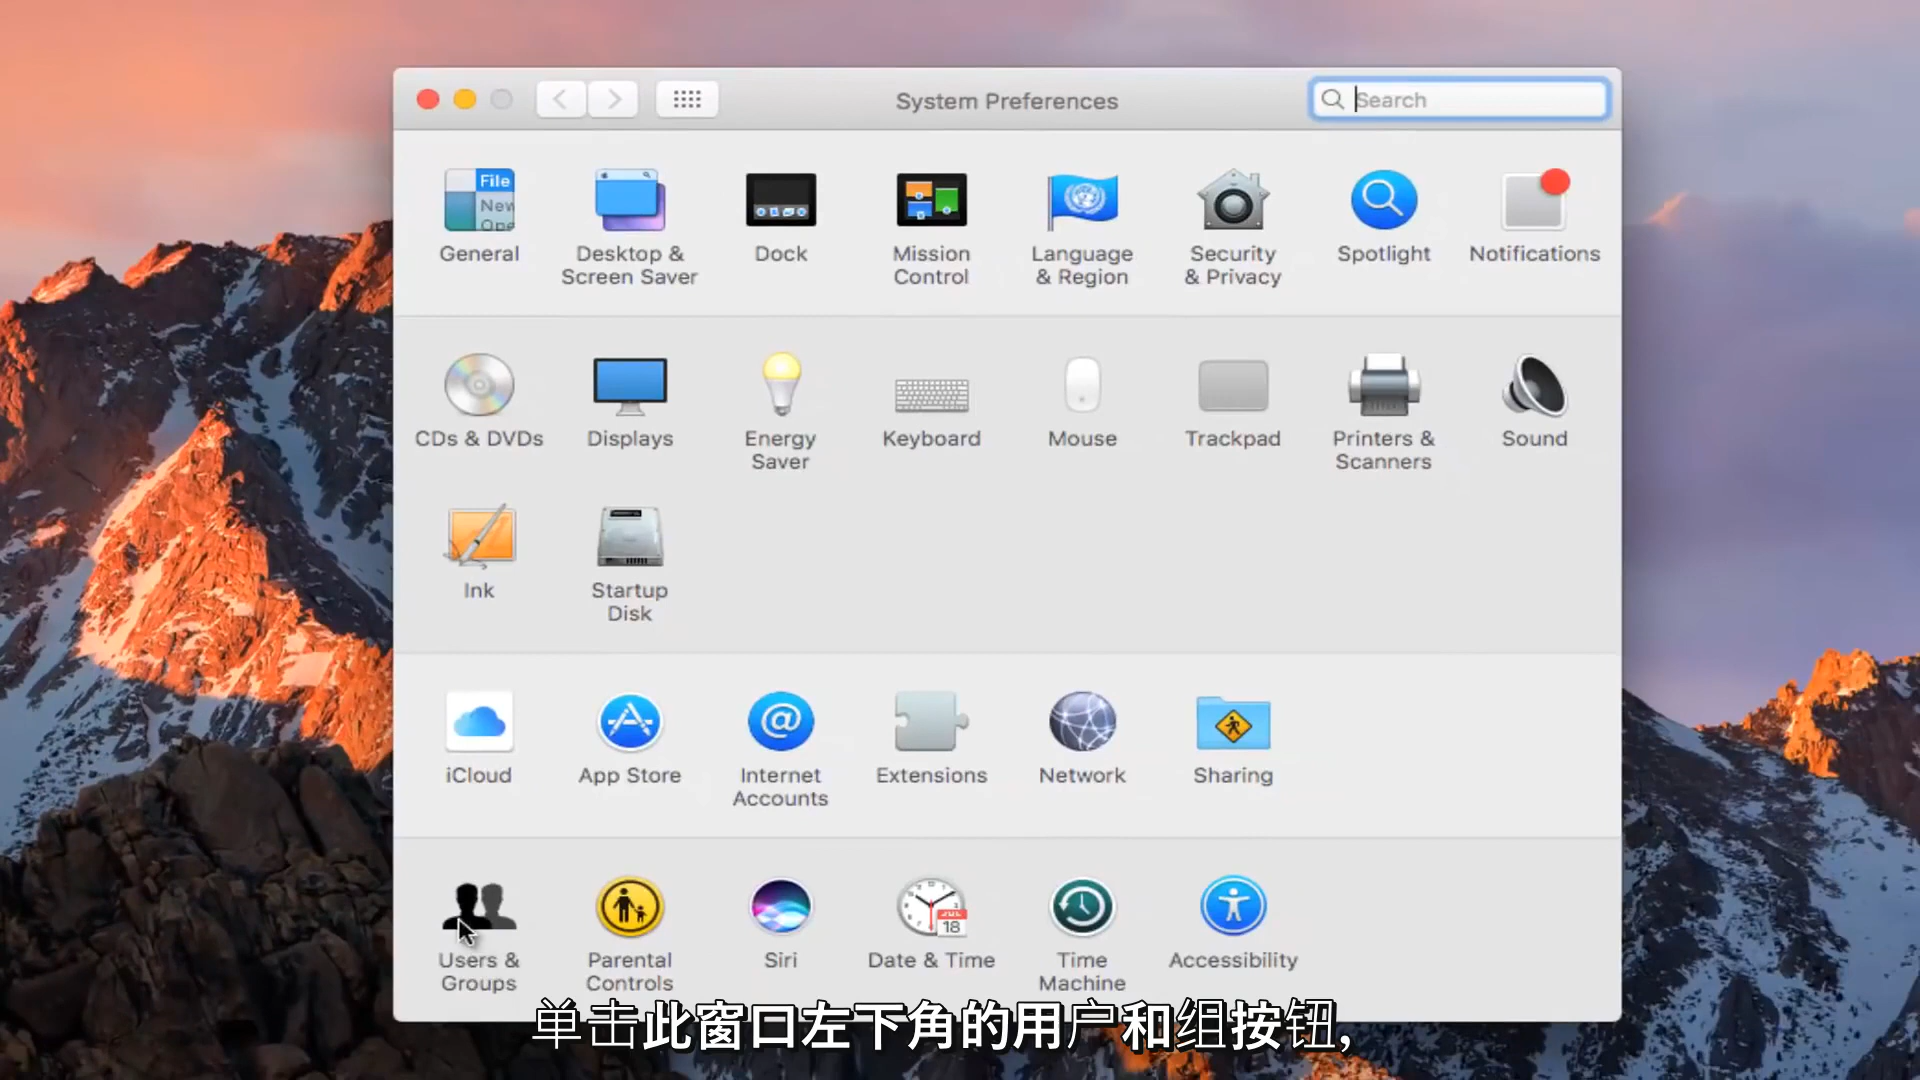 System Preferences
Search
File
New
Ope
General
Desktop &
Screen Saver
Dock
Mission
Control
Language
& Region
Security
& Privacy
Spotlight
Notifications
CDs & DVDs
Displays
Energy
Saver
Keyboard
Mouse
Trackpad
Printers &
Scanners
Sound
Ink
Startup
Disk
iCloud
App Store
Internet
Accounts
Extensions
Network
Sharing
JUL
18
Users &
Groups
Parental
Controls
Siri
Date & Time
Time
Machine
Accessibility
单击此窗口左下角的用户和组按钮,